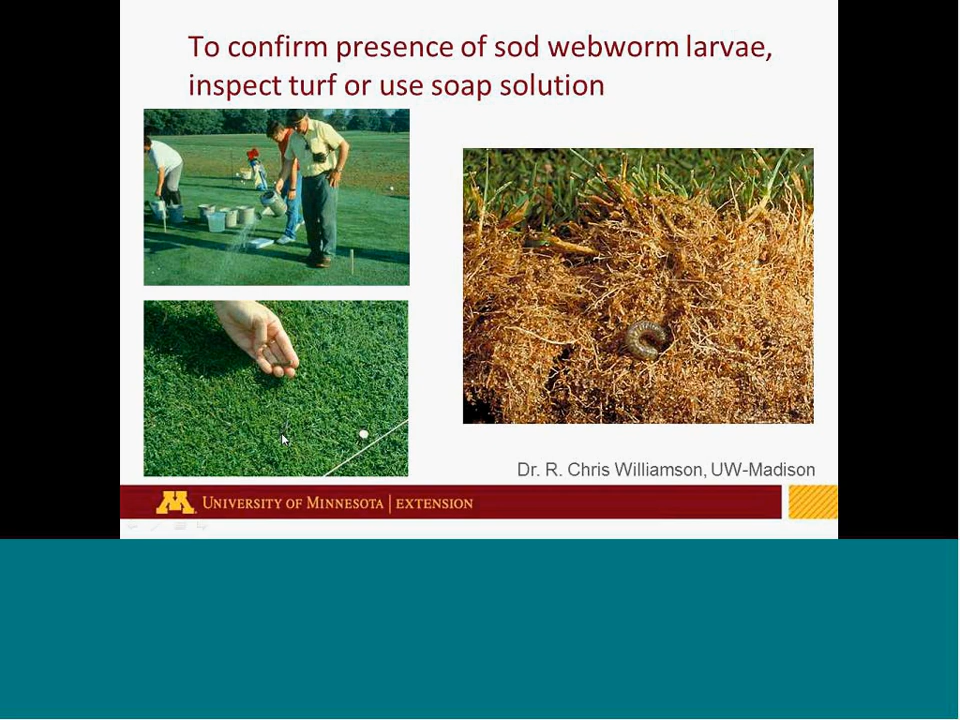 To confirm presence of sod webworm larvae,
inspect turf or use soap solution
Dr. R. Chris Williamson, UW-Madison
M UNIVERSITY OF MINNESOTA | EXTENSION